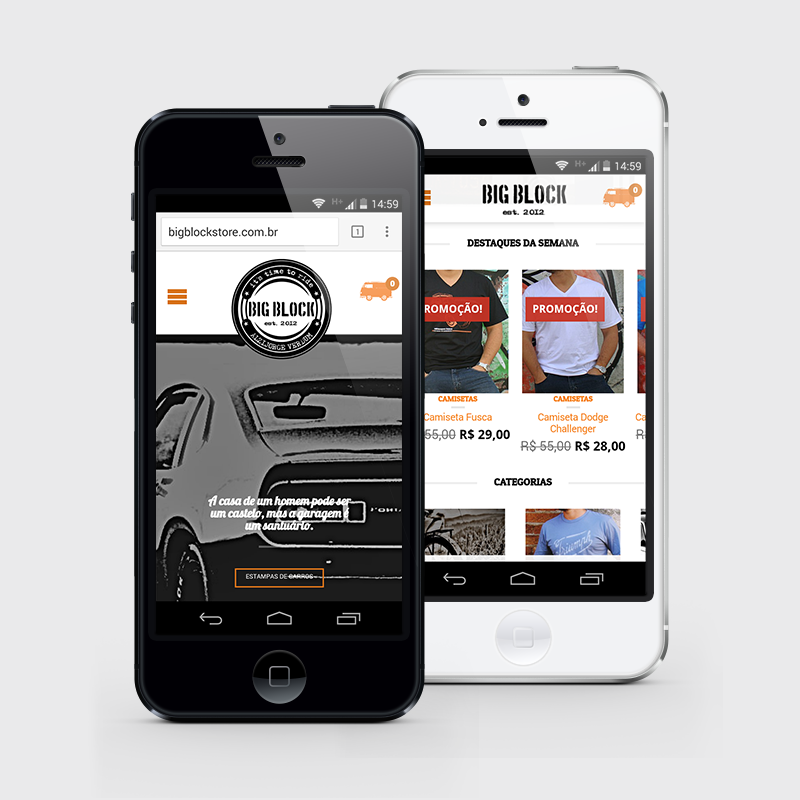 H+ 14:59
bigblockstore.com.br
1
0
it's time to ride
BIG BLOCK
est. 2012
A casa de um homem pode ser
um castelo, mas a garagem é
um santuário.
ESTAMPAS DE CARROS
H+ 14:59
BIG BLOCK
est. 2012
0
DESTAQUES DA SEMANA
PROMOÇÃO!
PROMOÇÃO!
CAMISETAS
CAMISETAS
Camiseta Fusca
Camiseta Dodge
Challenger
Ca
55,00 R$ 29,00
R$ 55,00 R$ 28,00
R
CATEGORIAS
Triumph